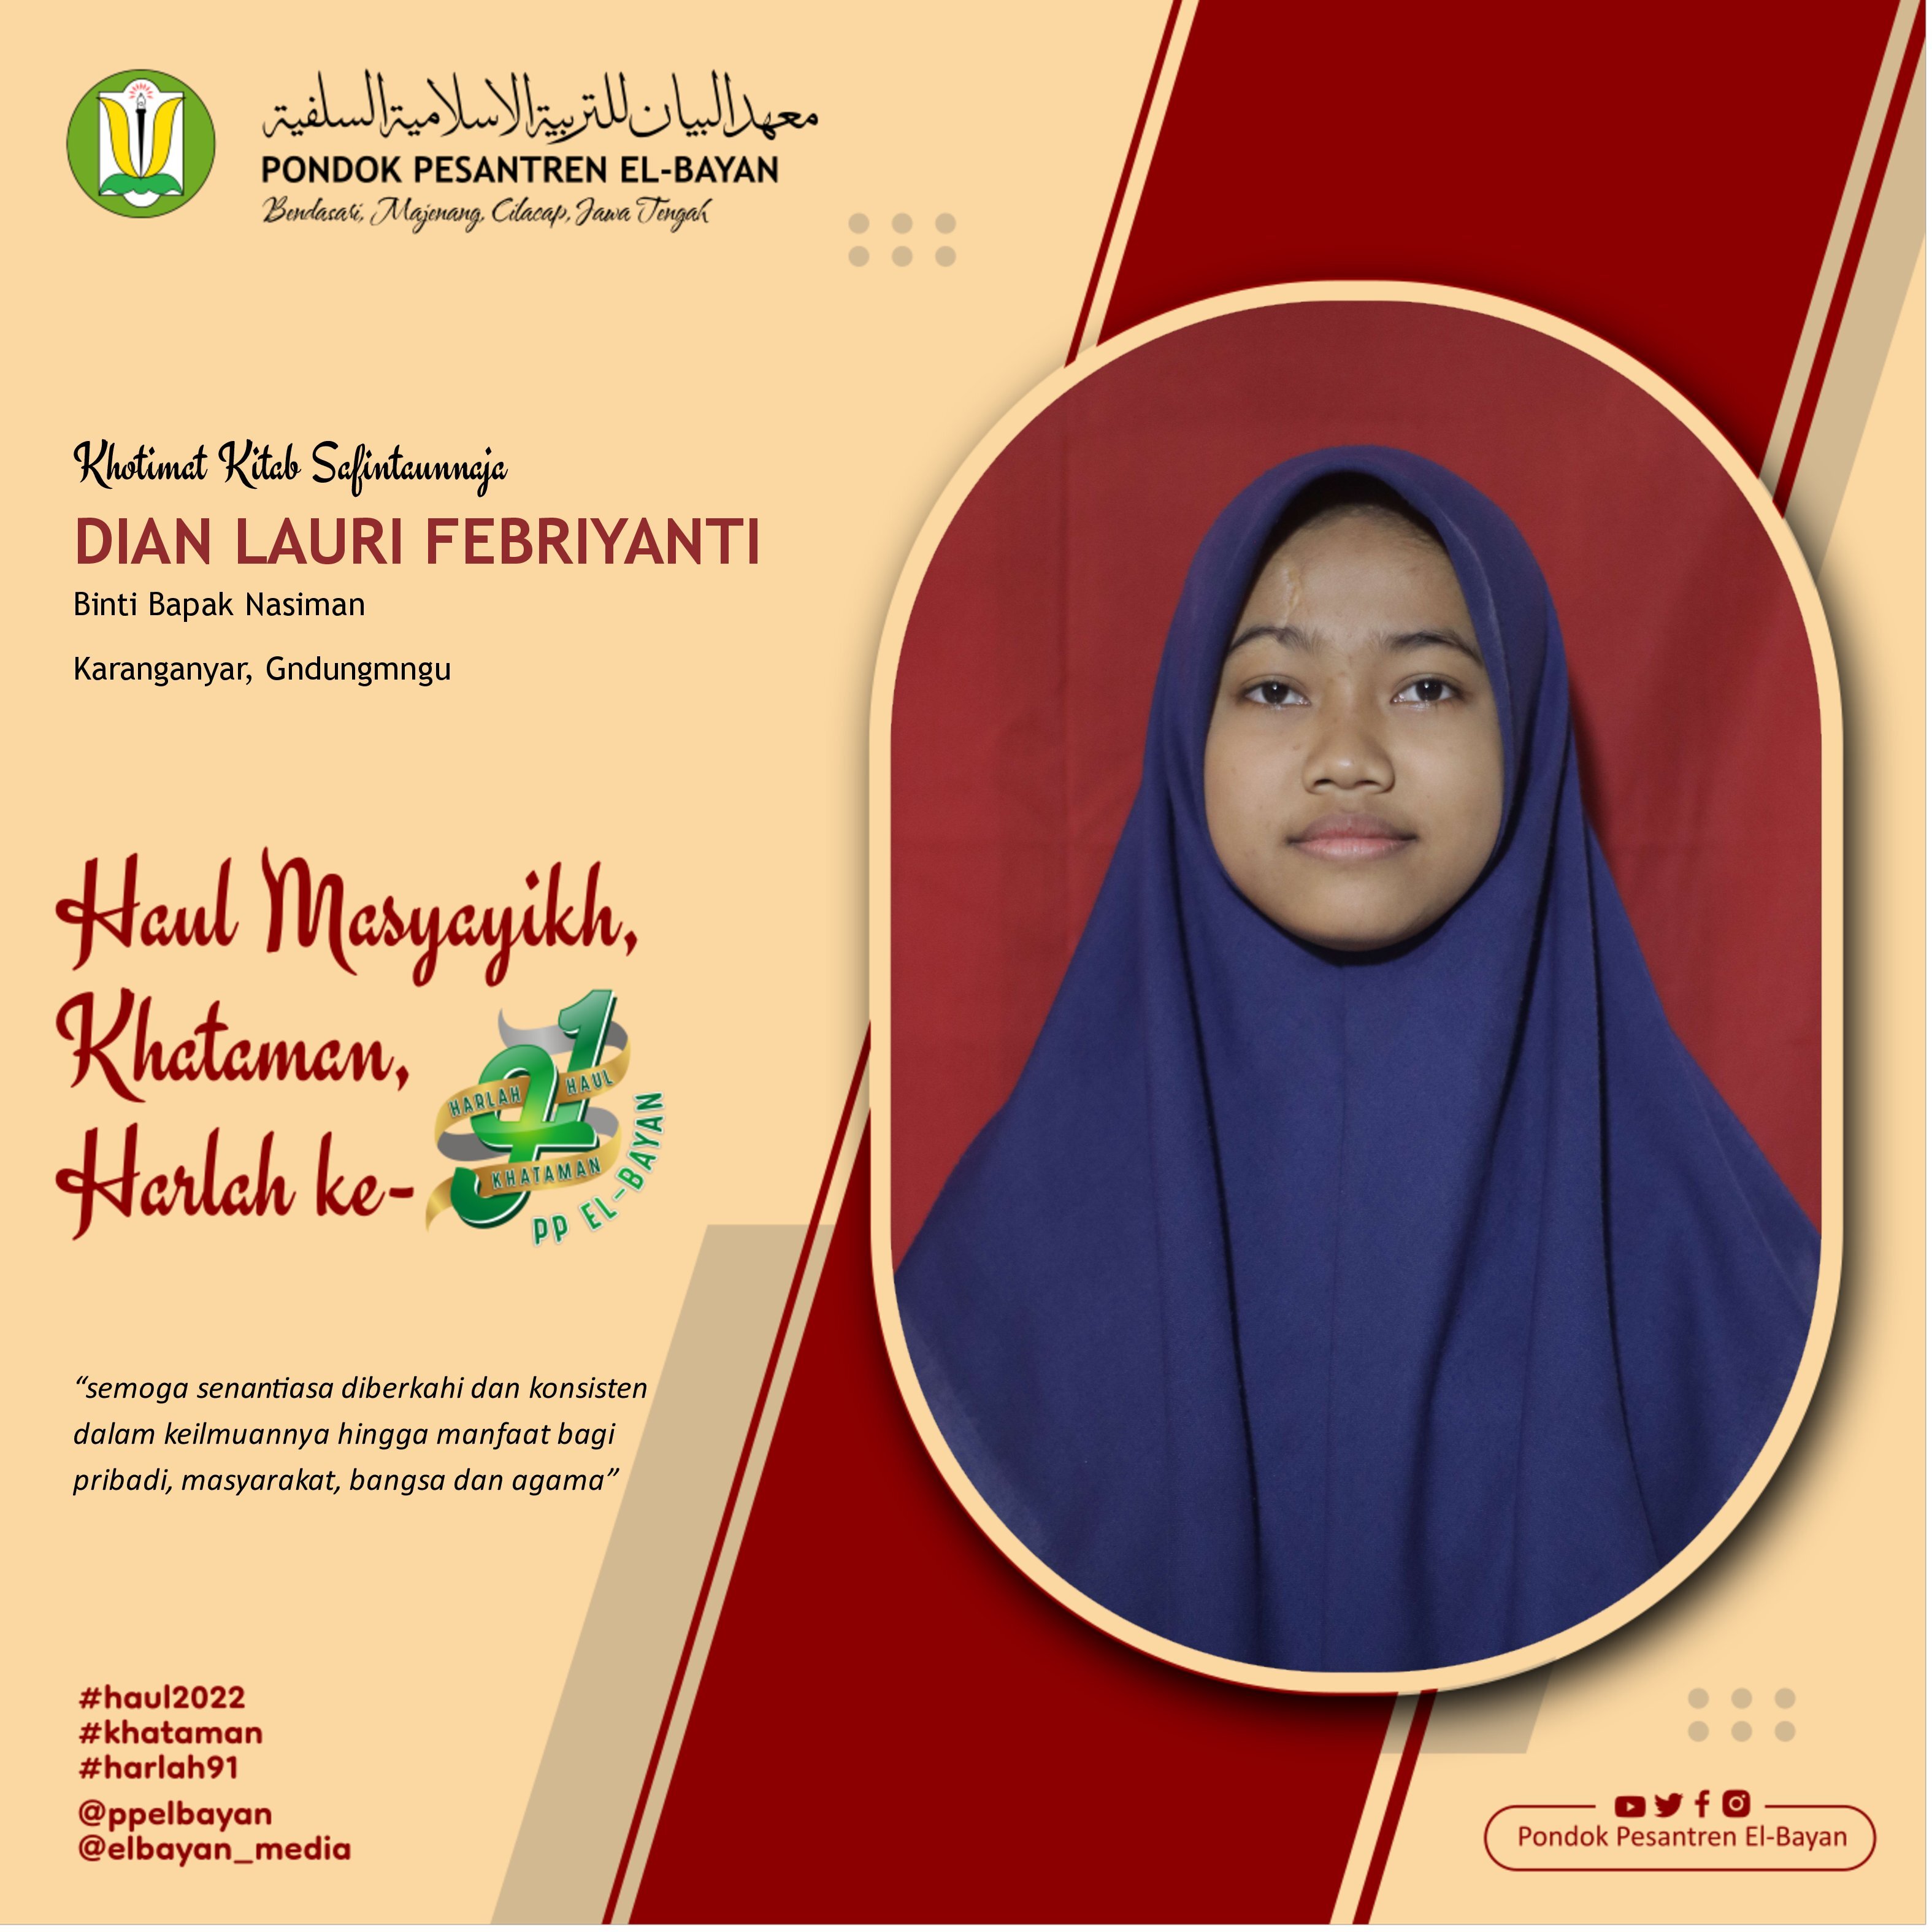 معهد البيان للتربية الاسلامية السلفية
PONDOK PESANTREN EL-BAYAN
Bendasari, Majenang, Cilacap, Jawa Tengah
Khotimat Kitab Safintaunnaja
DIAN LAURI FEBRIYANTI
Binti Bapak Nasiman
Karanganyar, Gndungmngu
Haul Masyayikh,
Khataman,
Harlah ke-
91
HARLAH HAUL
KHATAMAN
PP EL-BAYAN
“semoga senantiasa diberkahi dan konsisten
dalam keilmuannya hingga manfaat bagi
pribadi, masyarakat, bangsa dan agama”
#haul2022
#khataman
#harlah91
@ppelbayan
@elbayan_media
Pondok Pesantren El-Bayan